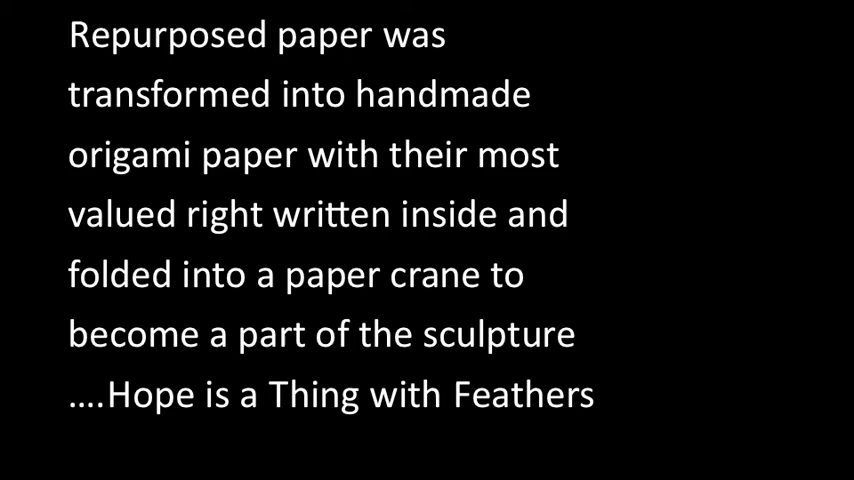 Repurposed paper was
transformed into handmade
origami paper with their most
valued right written inside and
folded into a paper crane to
become a part of the sculpture
....Hope is a Thing with Feathers